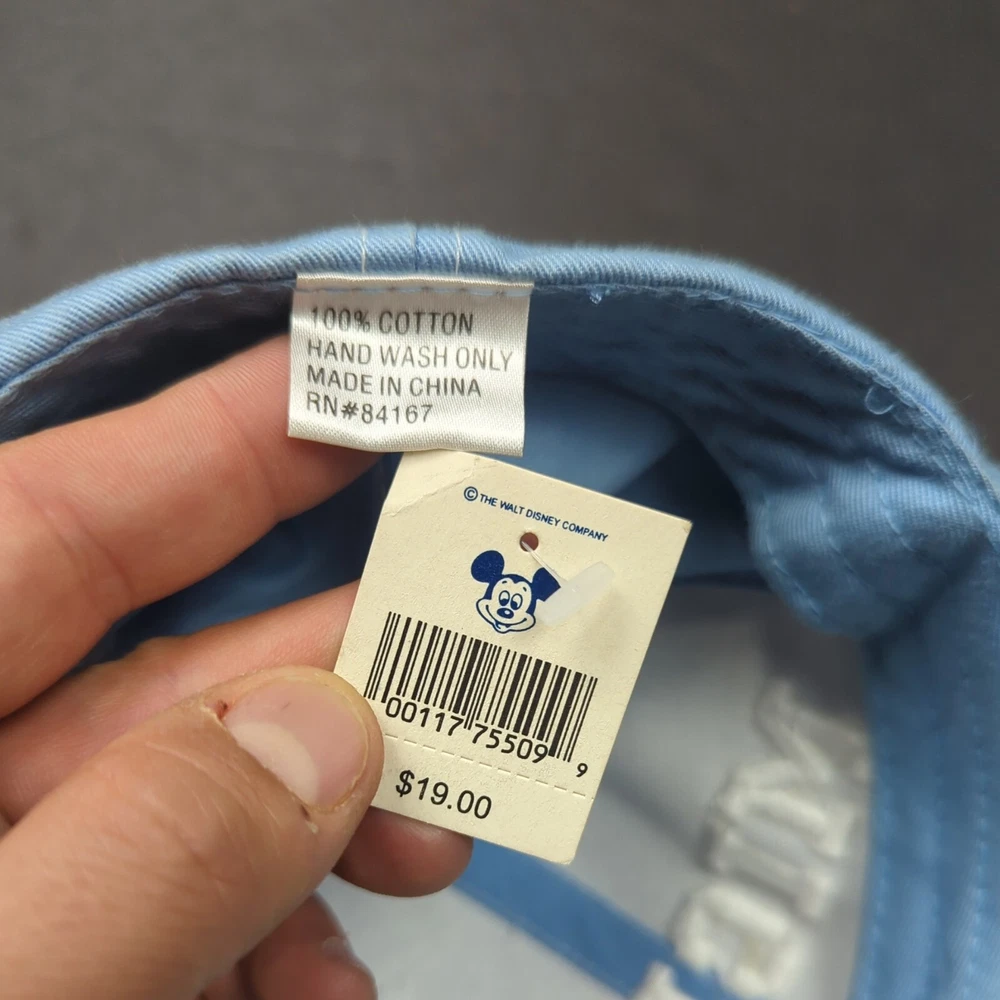 100% COTTON
HAND WASH ONLY
MADE IN CHINA
RN#84167
© THE WALT DISNEY COMPANY
00117 75509 9
$19.00